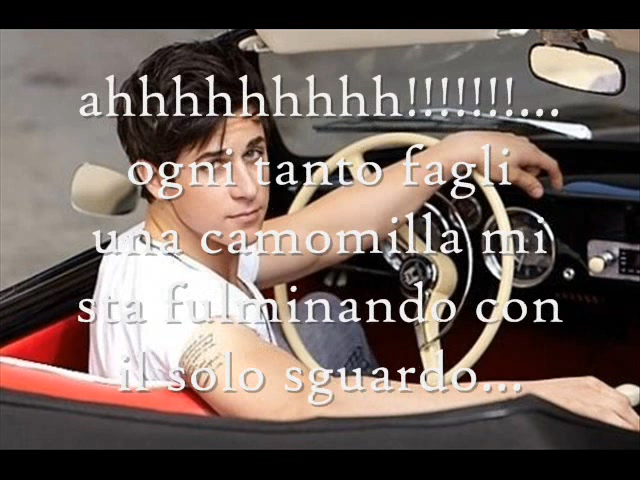 ahhhhhhhhh!!!!!!!...
ogni tanto fagli
una camomilla mi
sta fulminando con
il solo sguardo...